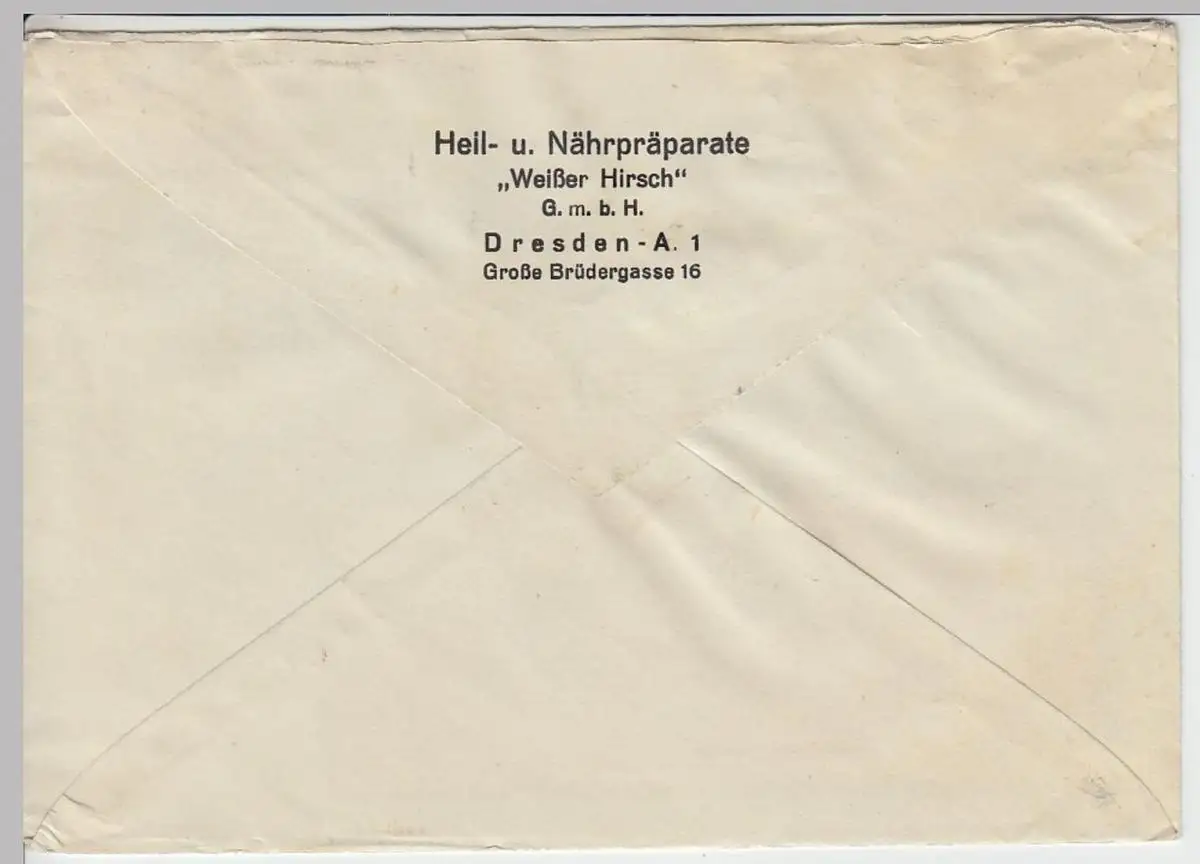 Heil- u. Nährpräparate
„Weißer Hirsch“
G. m. b. H.
Dresden-A. 1
Große Brüdergasse 16